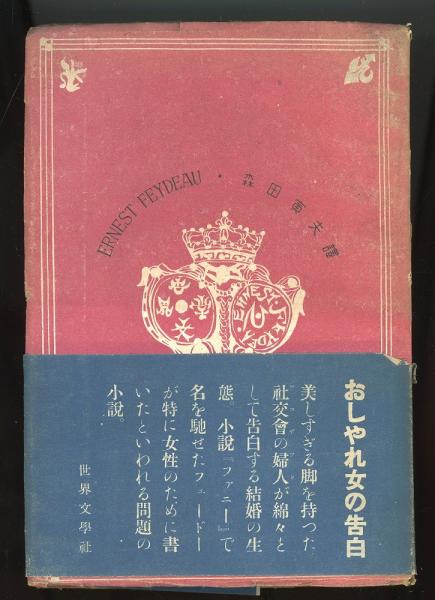 ERNEST FEYDEAU・森田亜夫譯
おしやれ女の告白
美しすぎる脚を持つた、
社交會の婦人が綿々と
して告白する結婚の生
態。小説『ファニー』で
名を馳せたフェードー
が特に女性のために書
いたといわれる問題の
小説。
世界文學社